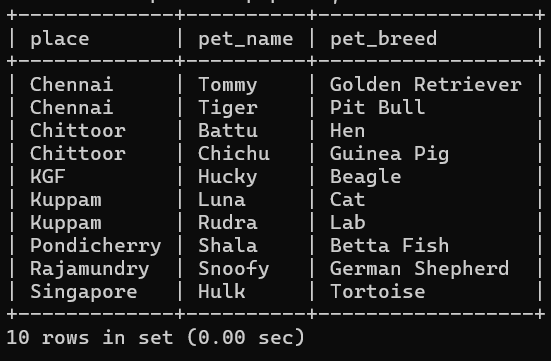 +-------------+----------+------------------+
| place       | pet_name | pet_breed        |
+-------------+----------+------------------+
| Chennai     | Tommy    | Golden Retriever |
| Chennai     | Tiger    | Pit Bull         |
| Chittoor    | Battu    | Hen              |
| Chittoor    | Chichu   | Guinea Pig       |
| KGF         | Hucky    | Beagle           |
| Kuppam      | Luna     | Cat              |
| Kuppam      | Rudra    | Lab              |
| Pondicherry | Shala    | Betta Fish       |
| Rajamundry  | Snoofy   | German Shepherd  |
| Singapore   | Hulk     | Tortoise         |
+-------------+----------+------------------+
10 rows in set (0.00 sec)